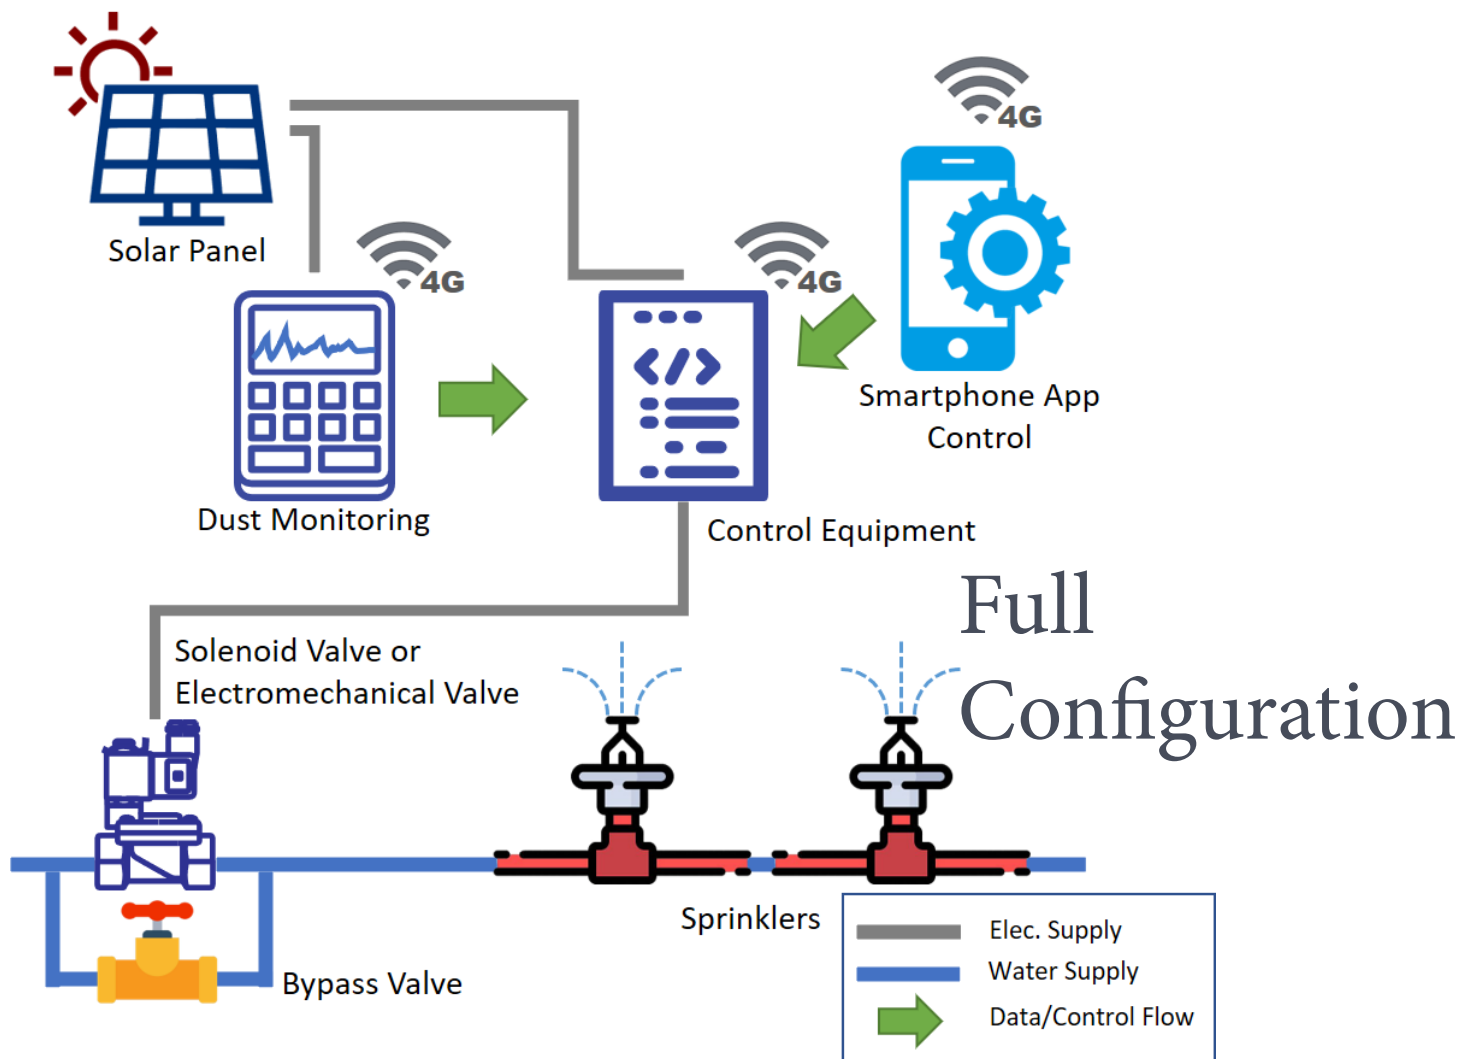 4G
Solar Panel
4G
4G
Smartphone App
Control
Dust Monitoring
Control Equipment
Full
Configuration
Solenoid Valve or
Electromechanical Valve
Sprinklers
Bypass Valve
Elec. Supply
Water Supply
Data/Control Flow